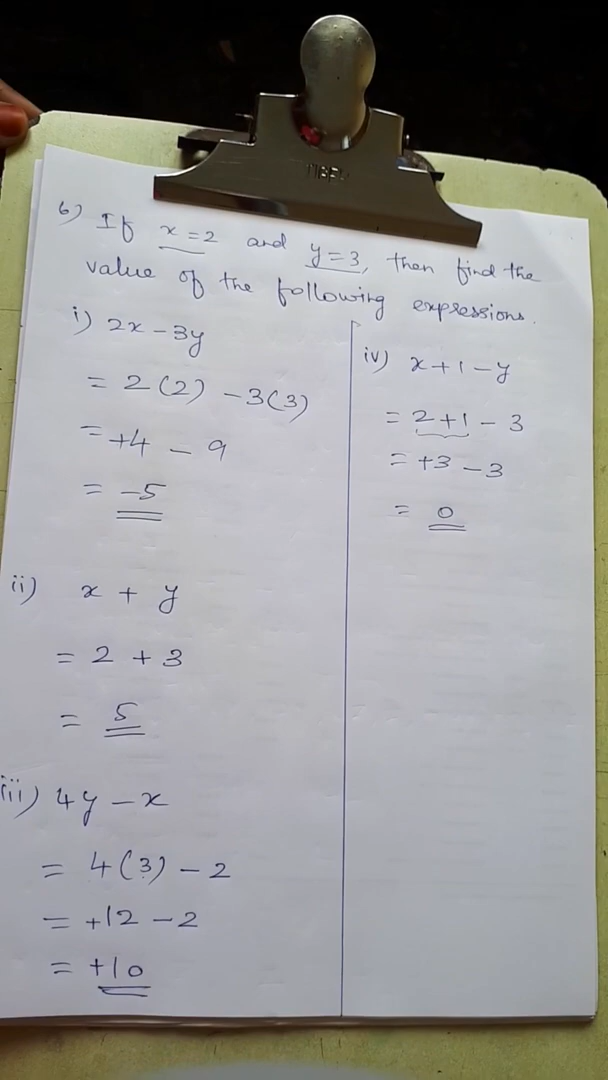 6) If x = 2 and y = 3, then find the
value of the following expressions.
i) 2x - 3y
= 2(2) - 3(3)
= +4 - 9
= -5
ii) x + y
= 2 + 3
= 5
iii) 4y - x
= 4(3) - 2
= +12 - 2
= +10
iv) x + 1 - y
= 2 + 1 - 3
= +3 - 3
= 0